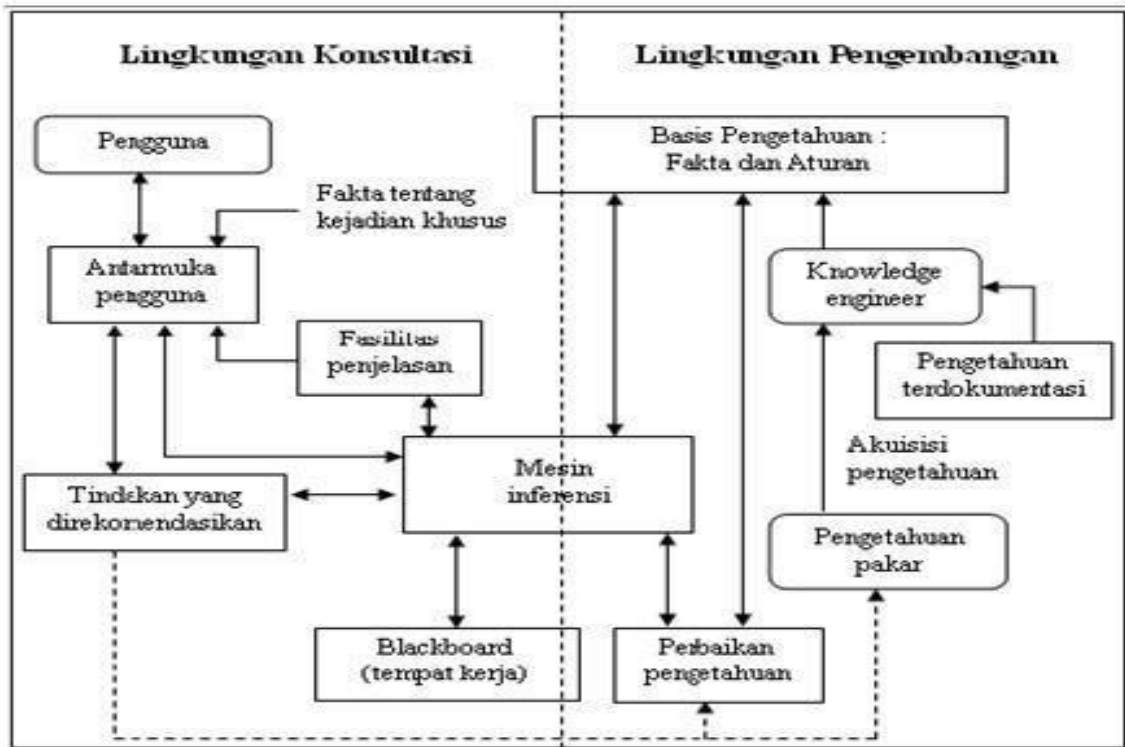 Lingkungan Konsultasi
Lingkungan Pengembangan
Pengguna
Basis Pengetahuan :
Fakta dan Aturan
Fakta tentang
kejadian khusus
Antarmuka
pengguna
Knowledge
engineer
Fasilitas
penjelasan
Pengetahuan
terdokumentasi
Mesin
inferensi
Akuisisi
pengetahuan
Tindakan yang
direkomendasikan
Pengetahuan
pakar
Blackboard
(tempat kerja)
Perbaikan
pengetahuan